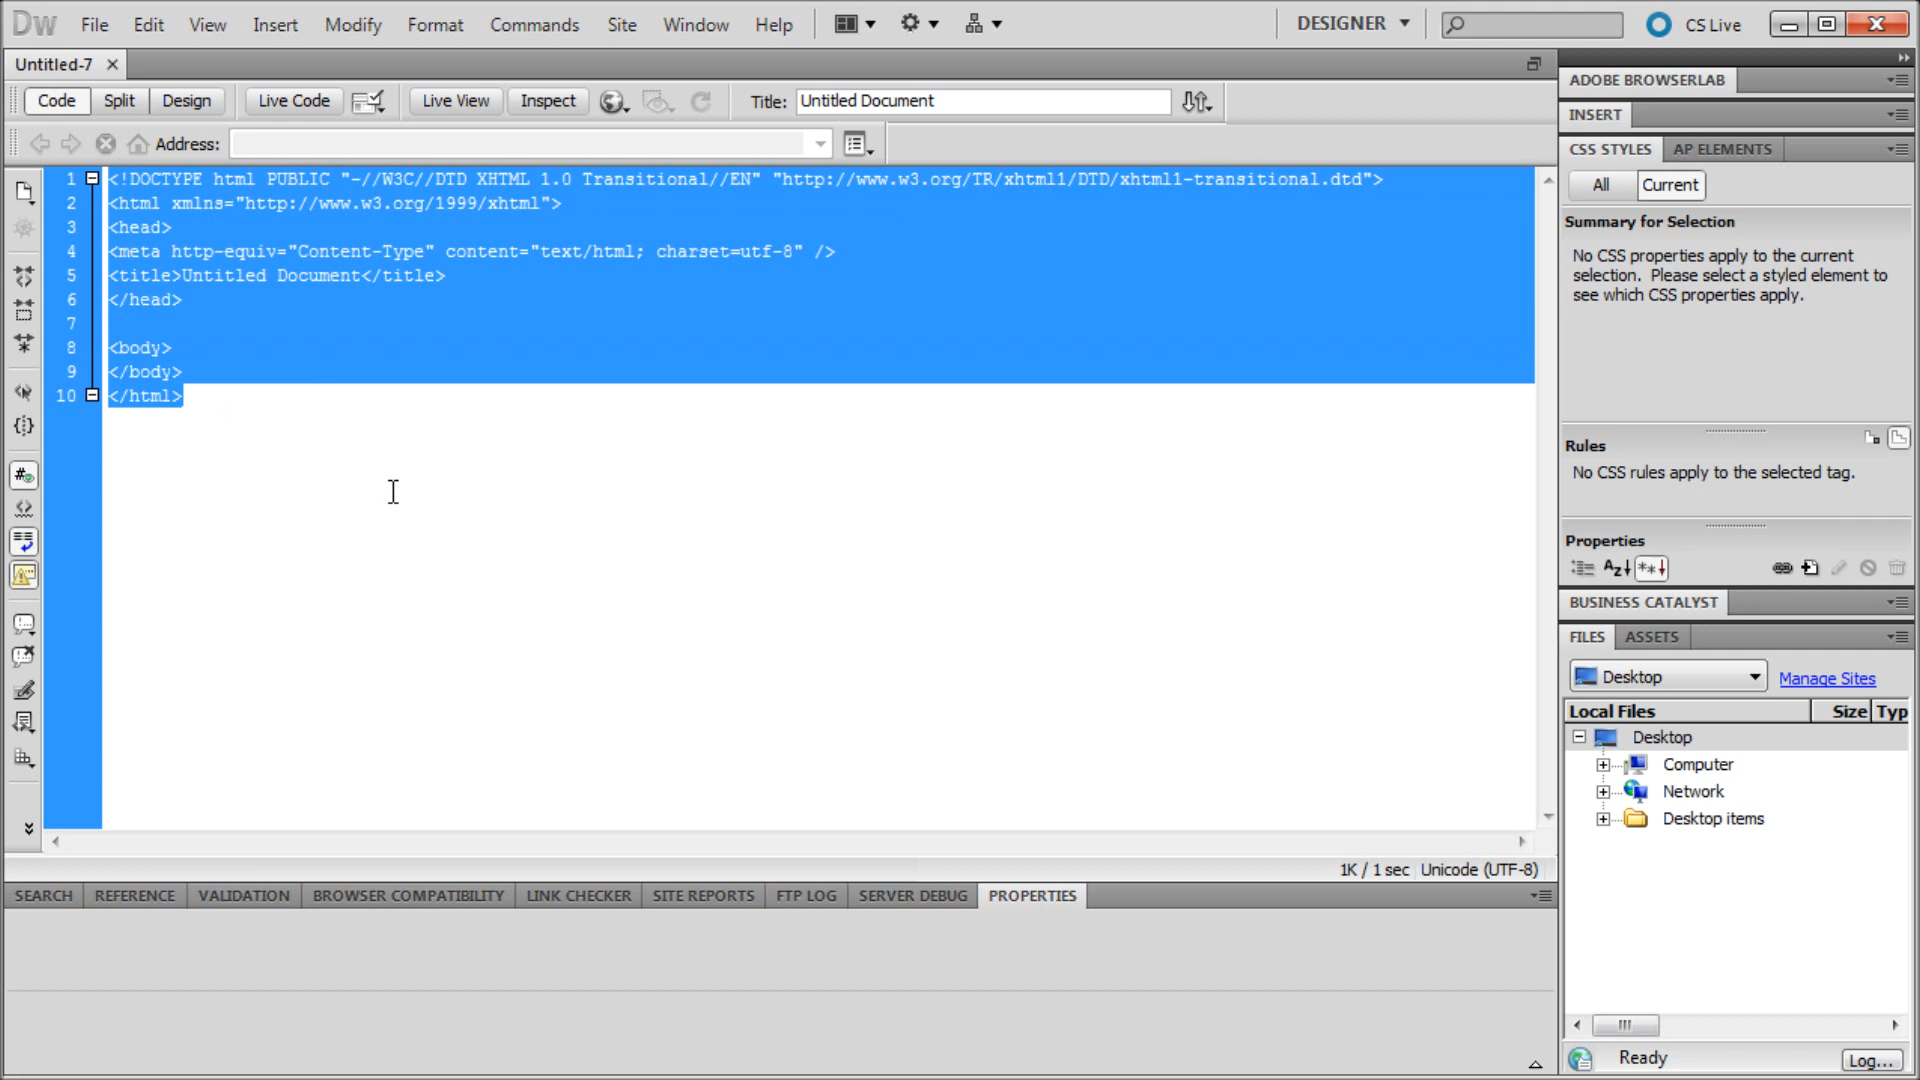 Dw File Edit View Insert Modify Format Commands Site Window Help DESIGNER CS Live
Untitled-7
Code Split Design Live Code Live View Inspect Title: Untitled Document
Address:
1 <!DOCTYPE html PUBLIC "-//W3C//DTD XHTML 1.0 Transitional//EN" "http://www.w3.org/TR/xhtml1/DTD/xhtml1-transitional.dtd">
2 <html xmlns="http://www.w3.org/1999/xhtml">
3 <head>
4 <meta http-equiv="Content-Type" content="text/html; charset=utf-8" />
5 <title>Untitled Document</title>
6 </head>
7
8 <body>
9 </body>
10 </html>
1K / 1 sec Unicode (UTF-8)
SEARCH REFERENCE VALIDATION BROWSER COMPATIBILITY LINK CHECKER SITE REPORTS FTP LOG SERVER DEBUG PROPERTIES
ADOBE BROWSERLAB
INSERT
CSS STYLES AP ELEMENTS
All Current
Summary for Selection
No CSS properties apply to the current
selection. Please select a styled element to
see which CSS properties apply.
Rules
No CSS rules apply to the selected tag.
Properties
BUSINESS CATALYST
FILES ASSETS
Desktop Manage Sites
Local Files Size Typ
Desktop
Computer
Network
Desktop items
Ready Log...